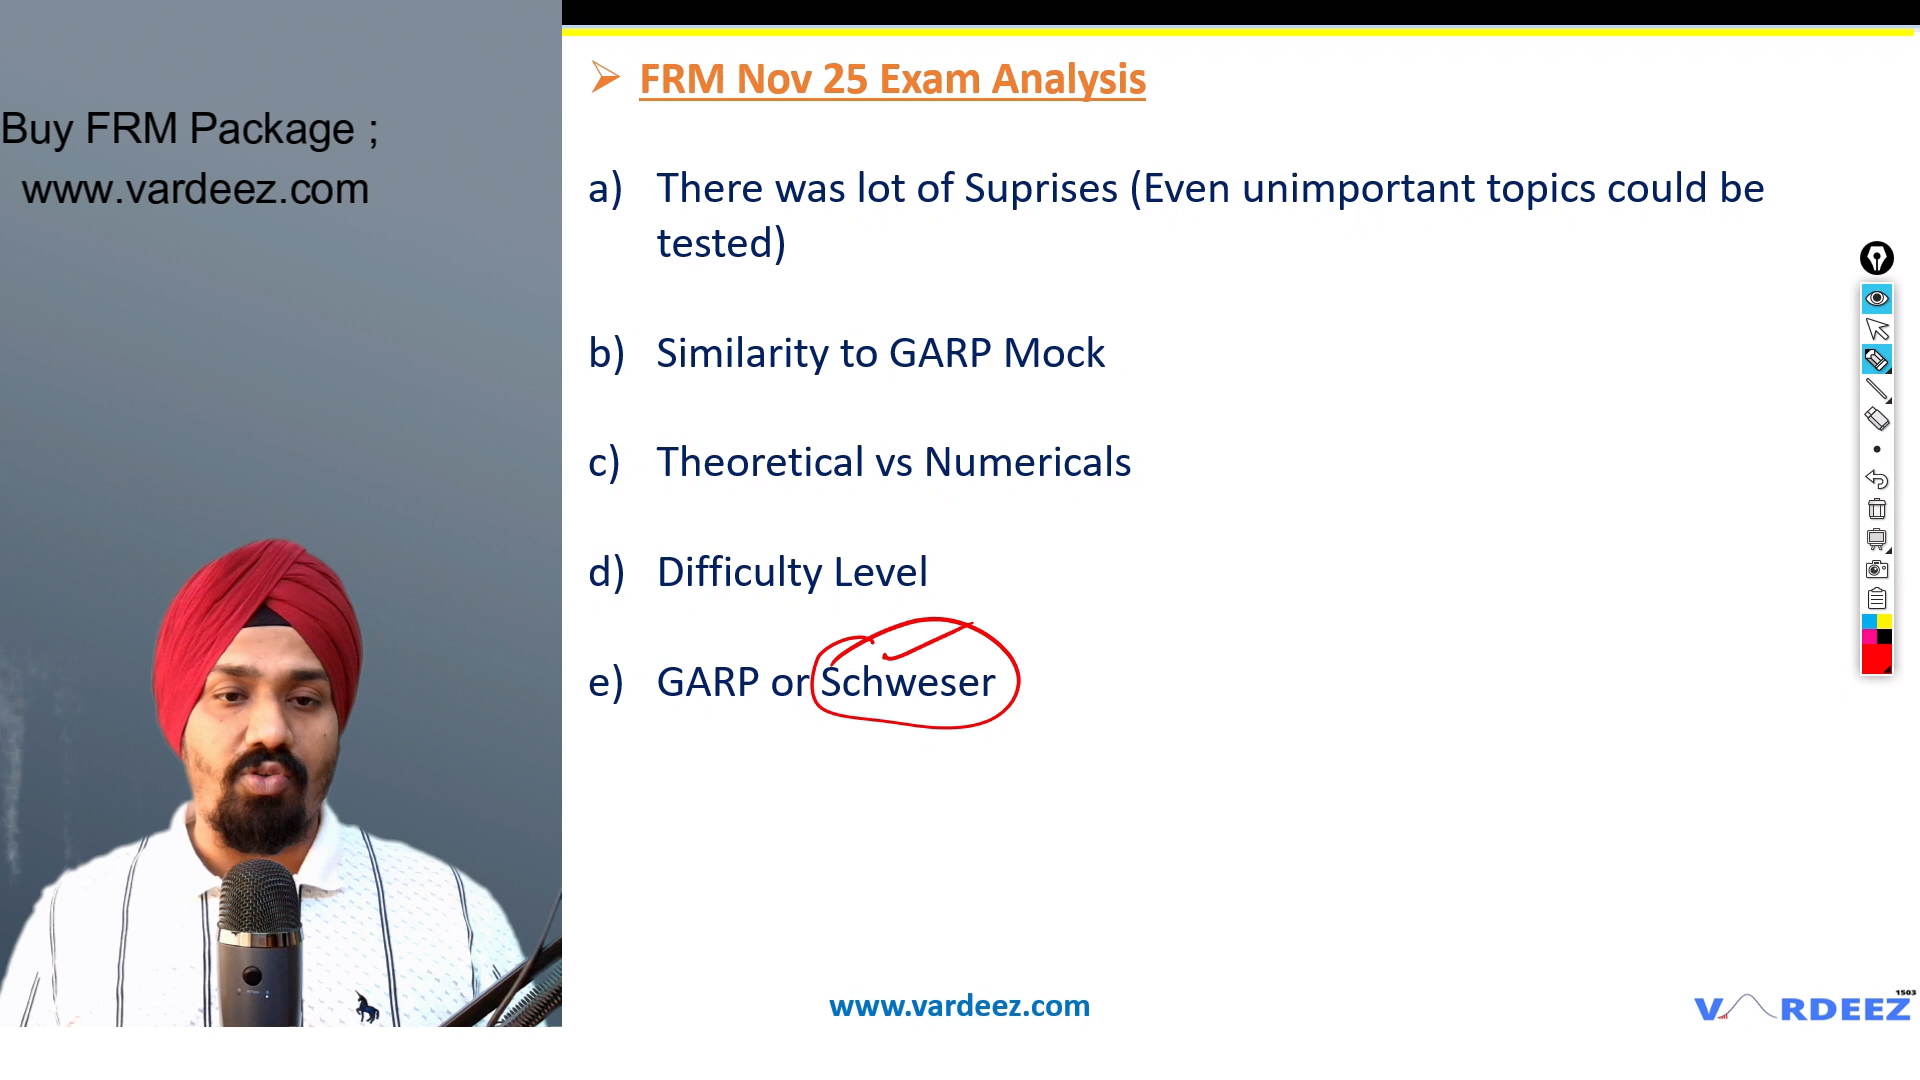 Buy FRM Package ;
www.vardeez.com
➢ FRM Nov 25 Exam Analysis
a) There was lot of Suprises (Even unimportant topics could be
tested)
b) Similarity to GARP Mock
c) Theoretical vs Numericals
d) Difficulty Level
e) GARP or Schweser
www.vardeez.com
1503
VARDEEZ